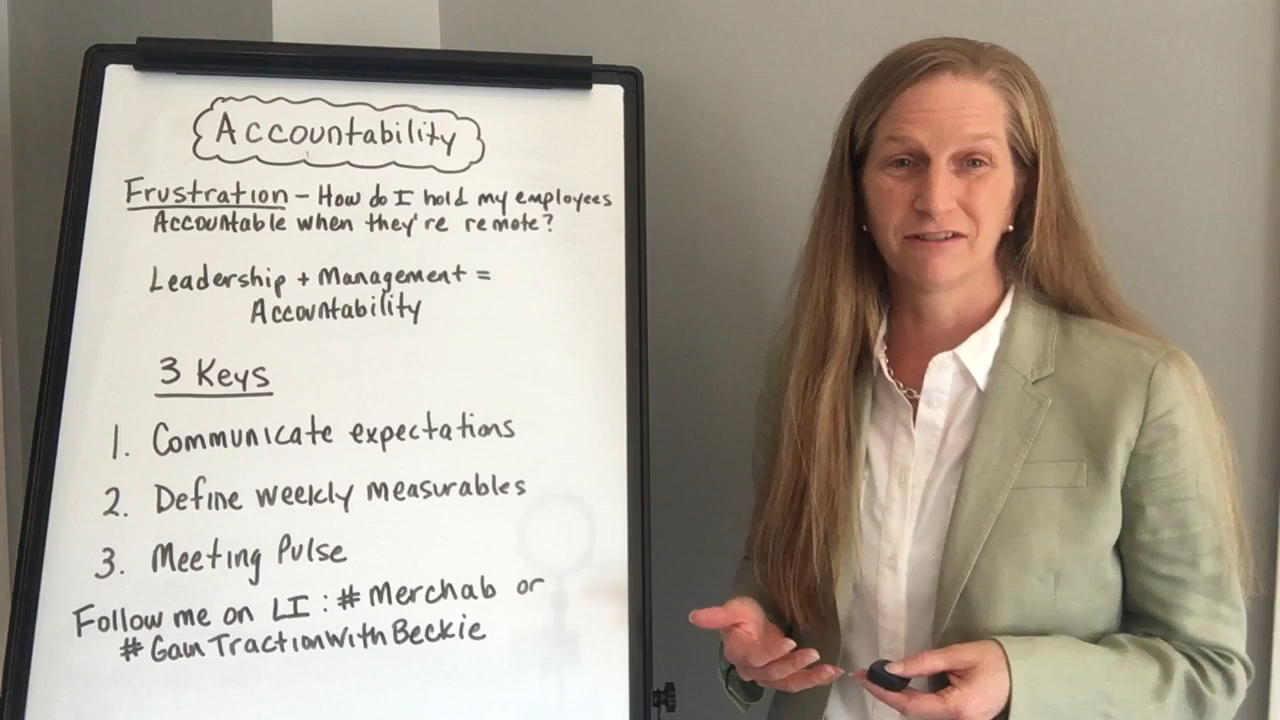 Accountability
Frustration - How do I hold my employees
Accountable when they're remote?
Leadership + Management =
Accountability
3 Keys
1. Communicate expectations
2. Define weekly measurables
3. Meeting Pulse
Follow me on LI: #Merchab or
#GainTractionWithBeckie